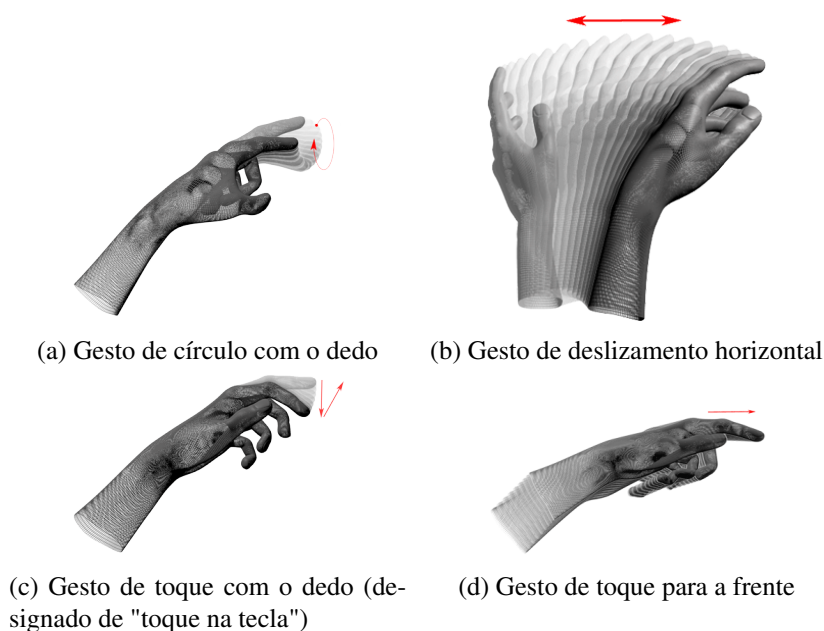 (a) Gesto de círculo com o dedo
(b) Gesto de deslizamento horizontal
(c) Gesto de toque com o dedo (de-
signado de "toque na tecla")
(d) Gesto de toque para a frente